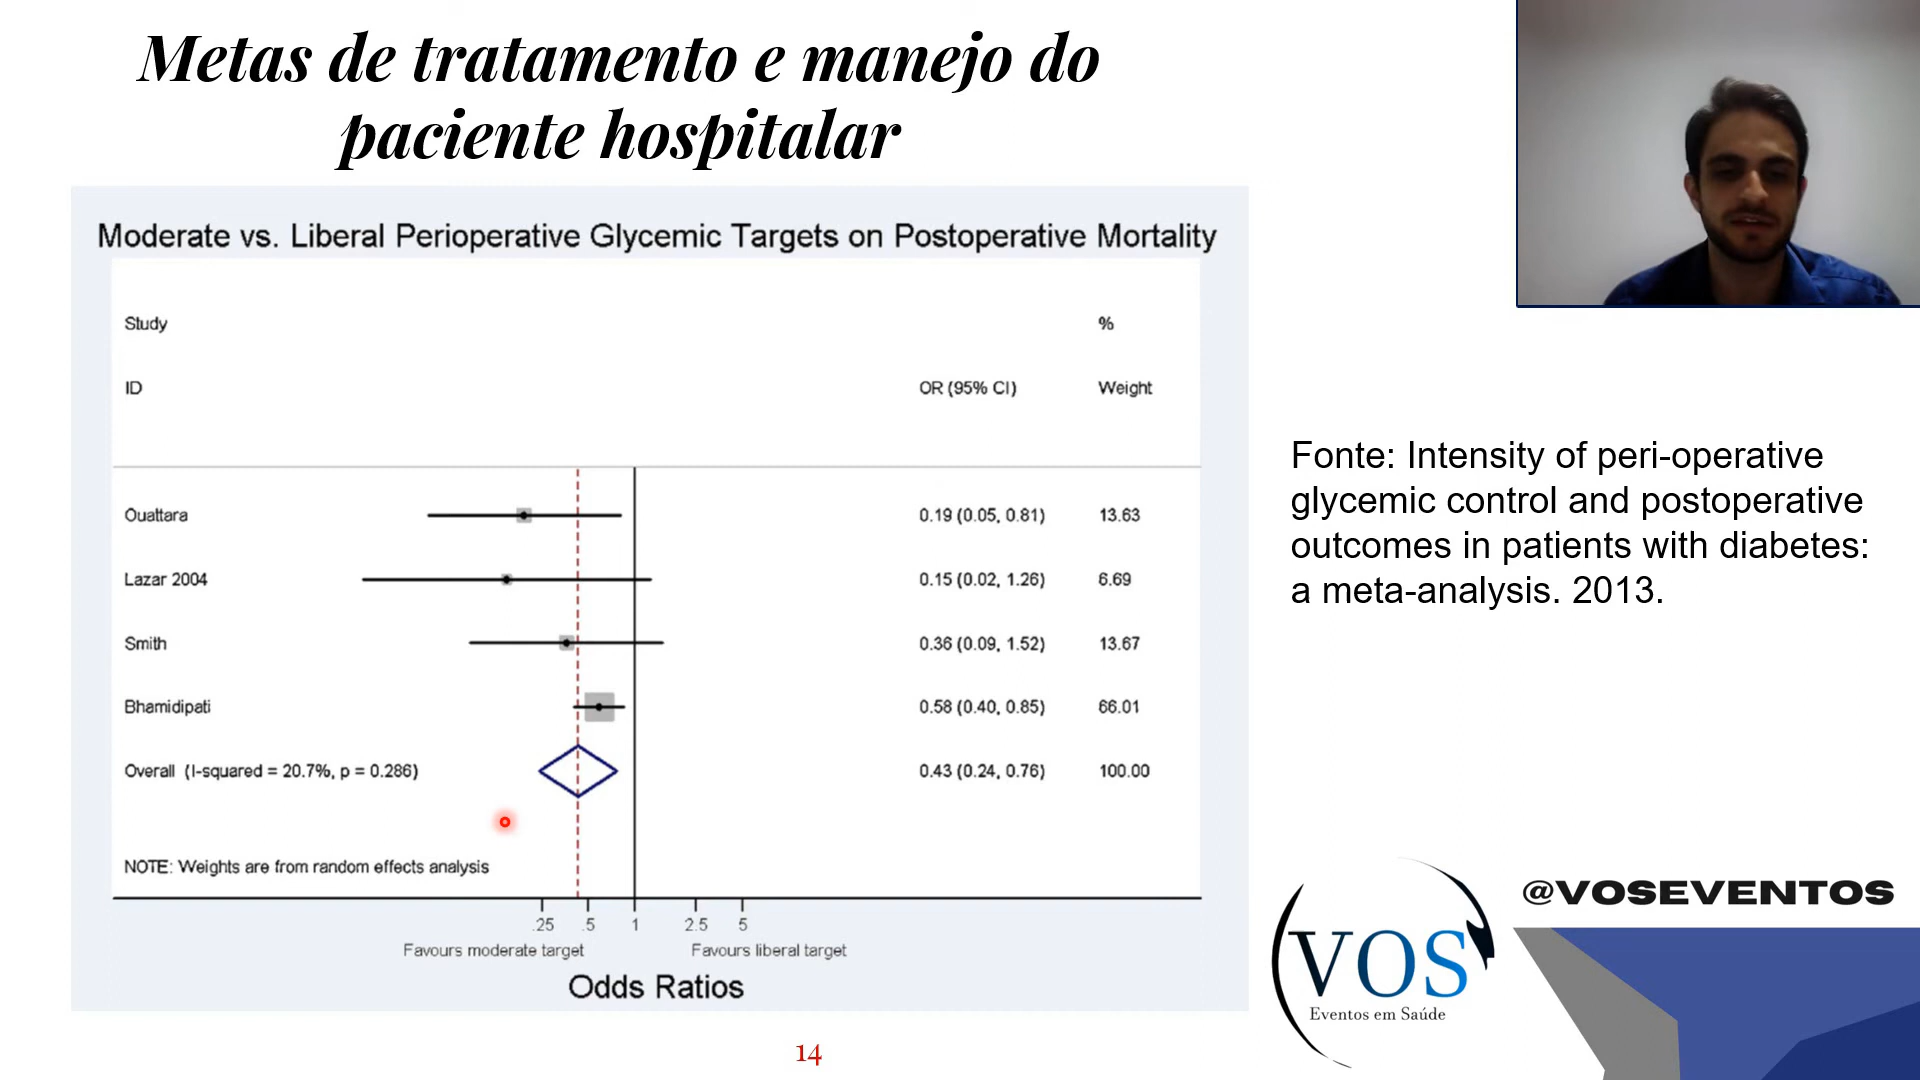 Metas de tratamento e manejo do
paciente hospitalar
Moderate vs. Liberal Perioperative Glycemic Targets on Postoperative Mortality
Study %
ID OR (95% CI) Weight
Ouattara 0.19 (0.05, 0.81) 13.63
Lazar 2004 0.15 (0.02, 1.26) 6.69
Smith 0.36 (0.09, 1.52) 13.67
Bhamidipati 0.58 (0.40, 0.85) 66.01
Overall (I-squared = 20.7%, p = 0.286) 0.43 (0.24, 0.76) 100.00
NOTE: Weights are from random effects analysis
.25 .5 1 2.5 5
Favours moderate target Favours liberal target
Odds Ratios
Fonte: Intensity of peri-operative
glycemic control and postoperative
outcomes in patients with diabetes:
a meta-analysis. 2013.
@VOSEVENTOS
VOS
Eventos em Saúde
14